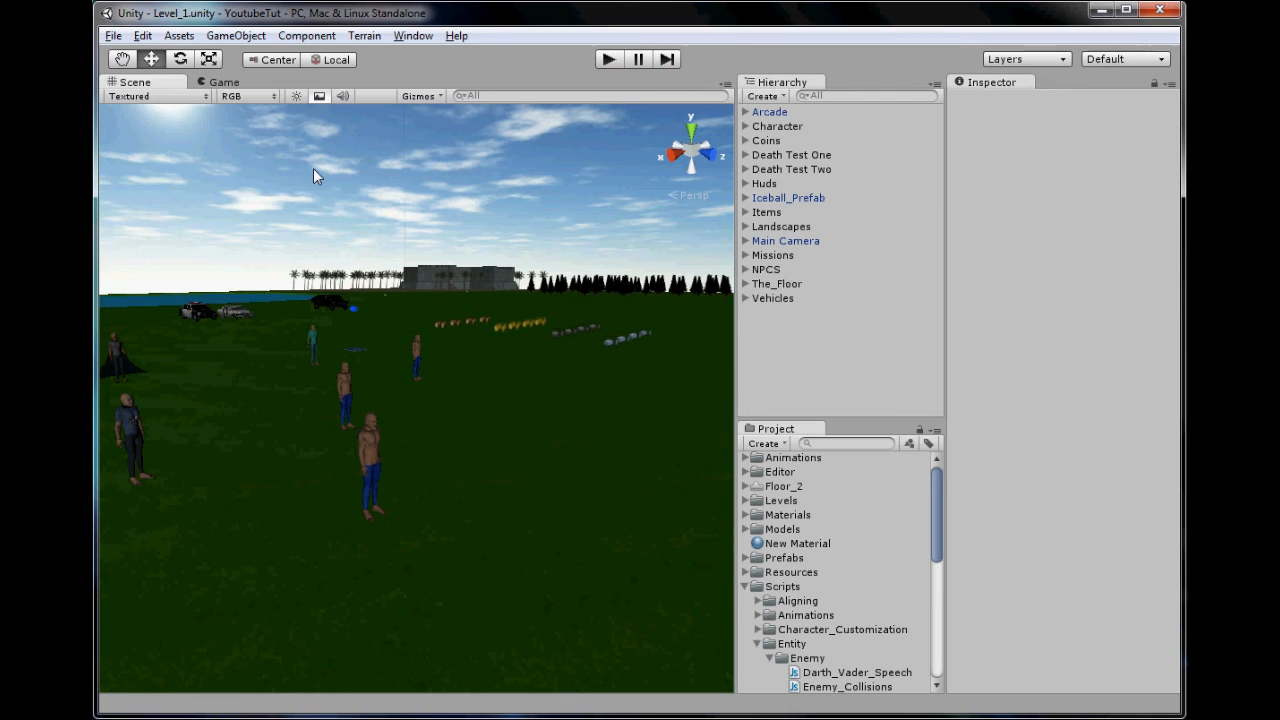 Unity - Level_1.unity - YoutubeTut - PC, Mac & Linux Standalone
File Edit Assets GameObject Component Terrain Window Help
Center Local Layers Default
Scene Game
Textured RGB Gizmos All
y
x z
Persp
Hierarchy
Create All
Arcade
Character
Coins
Death Test One
Death Test Two
Huds
Iceball_Prefab
Items
Landscapes
Main Camera
Missions
NPCS
The_Floor
Vehicles
Project
Create
Animations
Editor
Floor_2
Levels
Materials
Models
New Material
Prefabs
Resources
Scripts
Aligning
Animations
Character_Customization
Entity
Enemy
Darth_Vader_Speech
Enemy_Collisions
Inspector